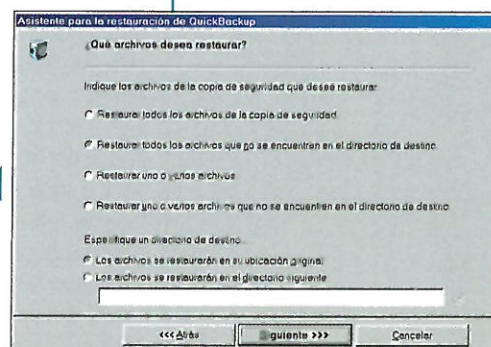 Asistente para la restauración de QuickBackup
¿Qué archivos desea restaurar?
Indique los archivos de la copia de seguridad que desee restaurar
Restaurar todos los archivos de la copia de seguridad
Restaurar todos los archivos que no se encuentren en el directorio de destino
Restaurar uno o varios archivos
Restaurar uno o varios archivos que no se encuentren en el directorio de destino
Especifique un directorio de destino
Los archivos se restaurarán en su ubicación original
Los archivos se restaurarán en el directorio siguiente
<<< Atrás
Siguiente >>>
Cancelar